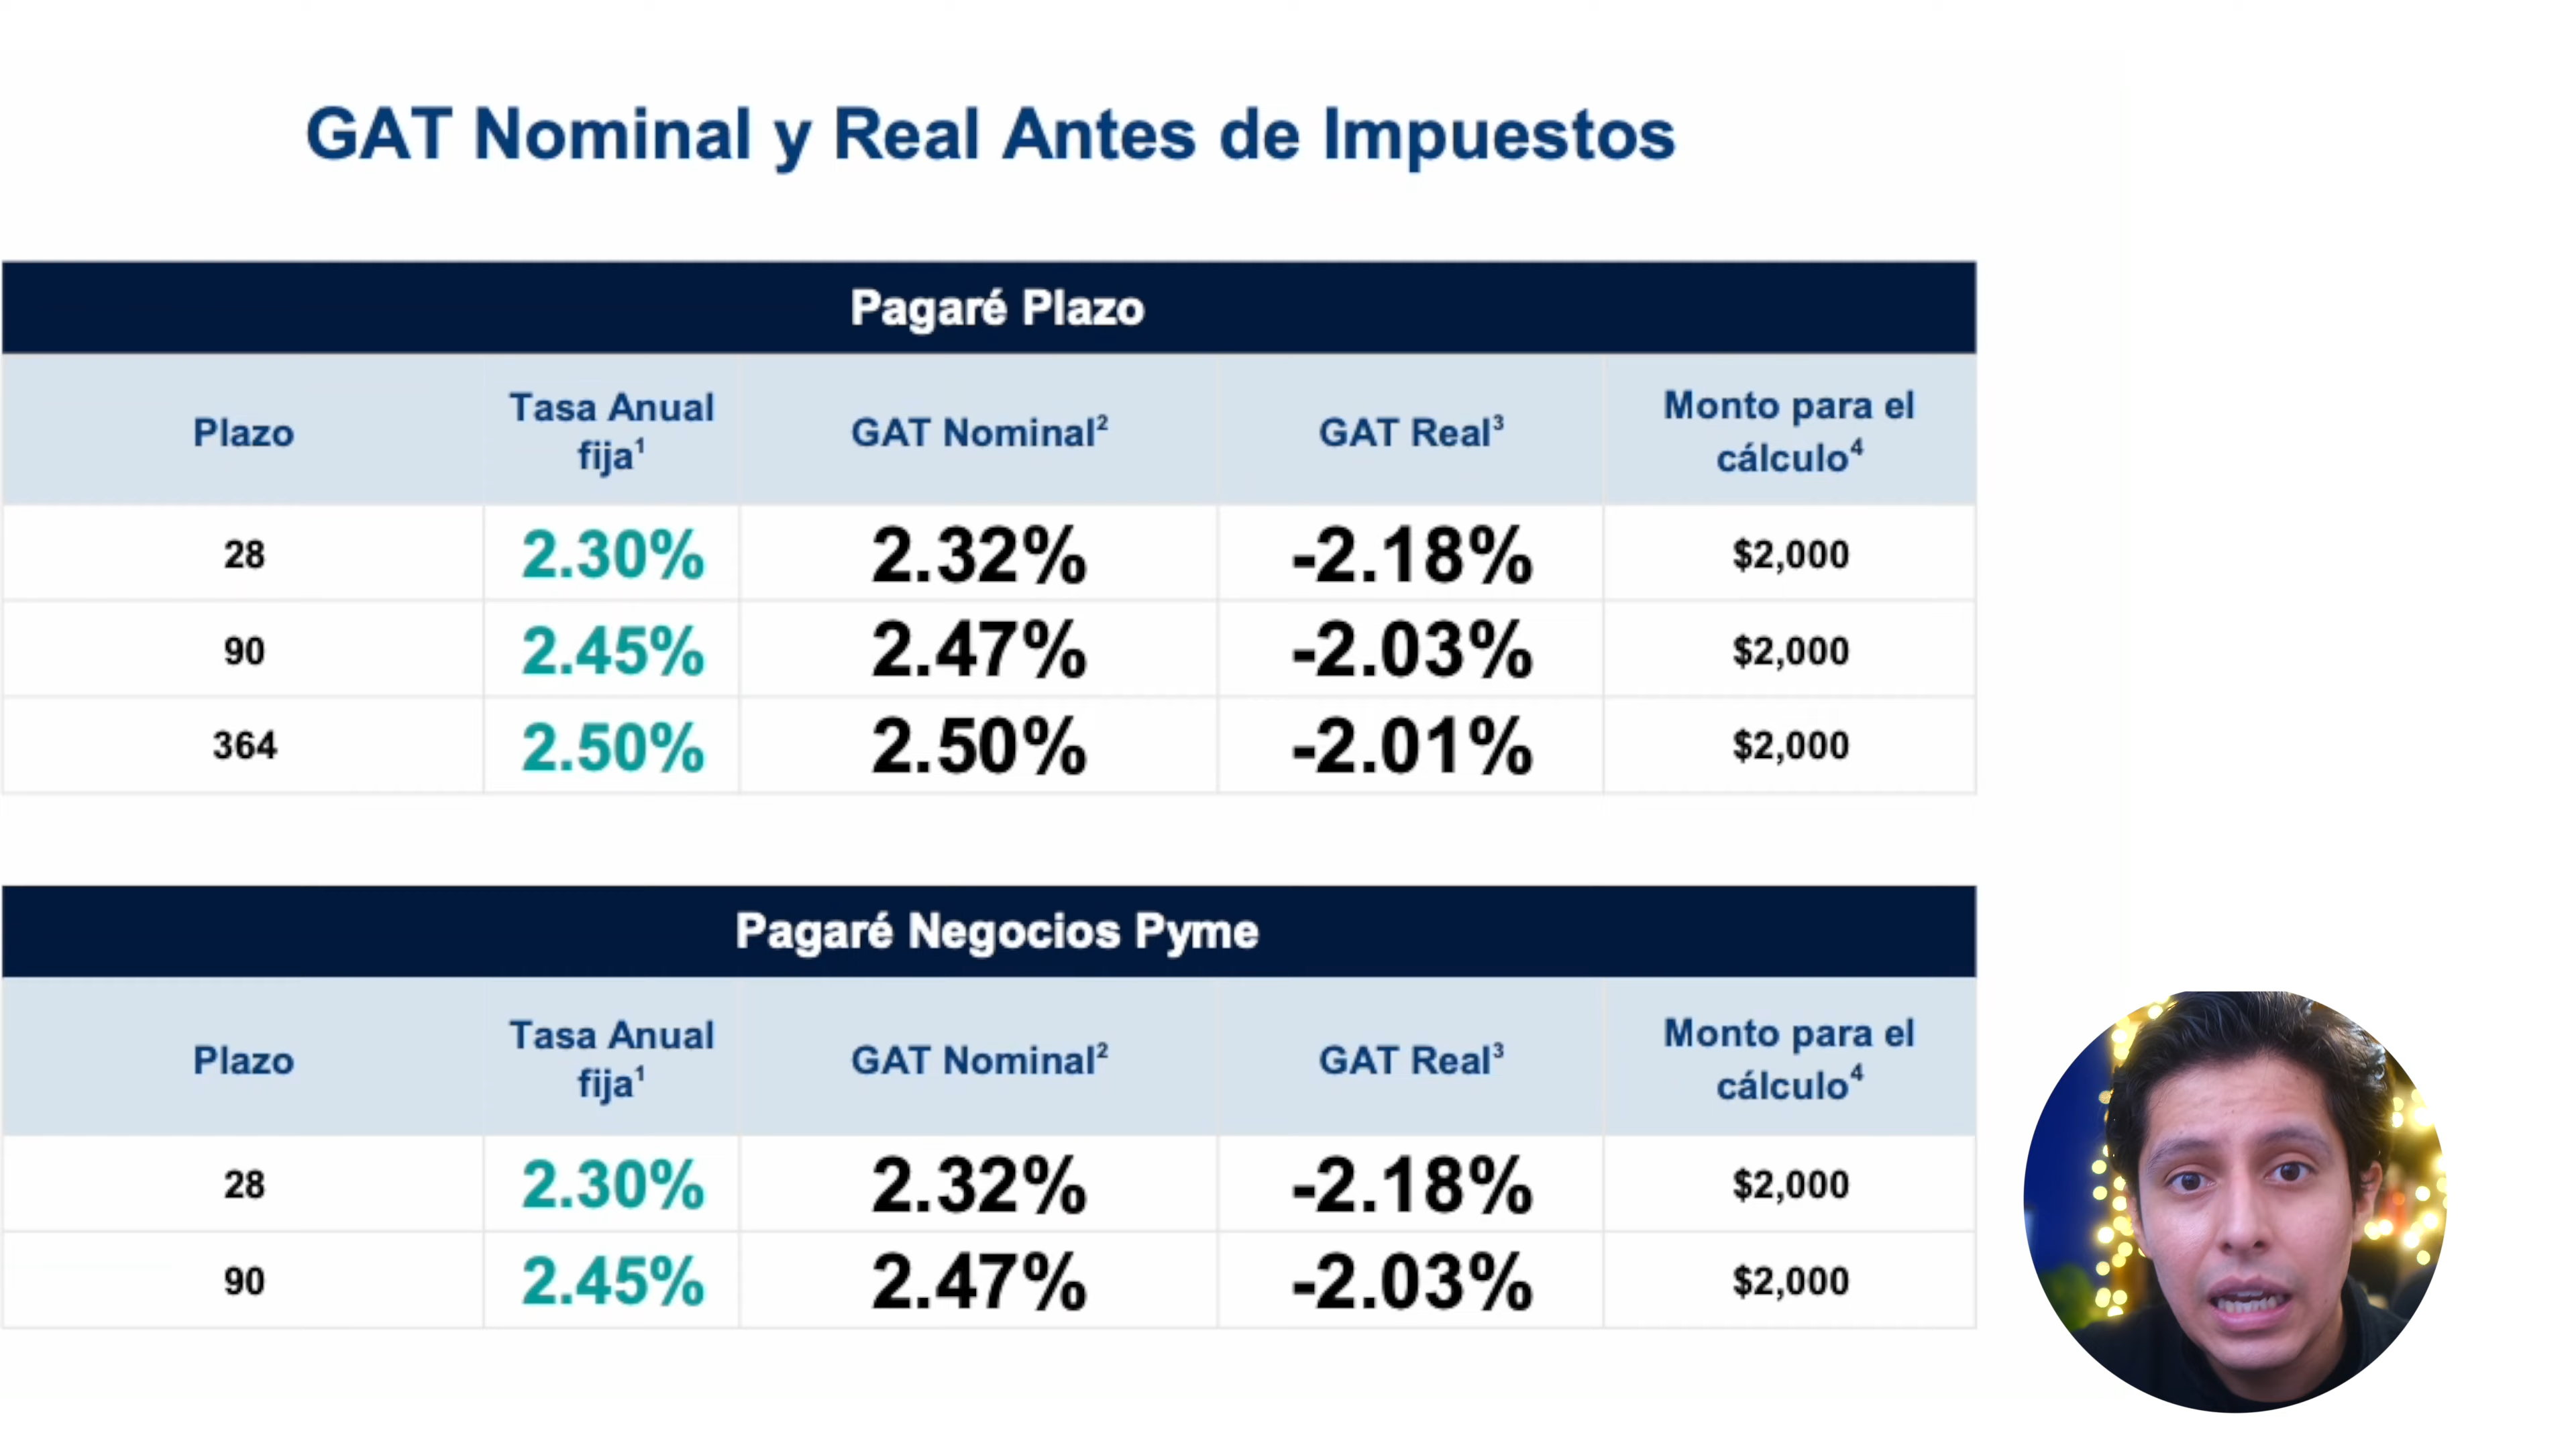 GAT Nominal y Real Antes de Impuestos
Pagaré Plazo
Plazo Tasa Anual fija¹ GAT Nominal² GAT Real³ Monto para el cálculo⁴
28 2.30% 2.32% -2.18% $2,000
90 2.45% 2.47% -2.03% $2,000
364 2.50% 2.50% -2.01% $2,000
Pagaré Negocios Pyme
Plazo Tasa Anual fija¹ GAT Nominal² GAT Real³ Monto para el cálculo⁴
28 2.30% 2.32% -2.18% $2,000
90 2.45% 2.47% -2.03% $2,000